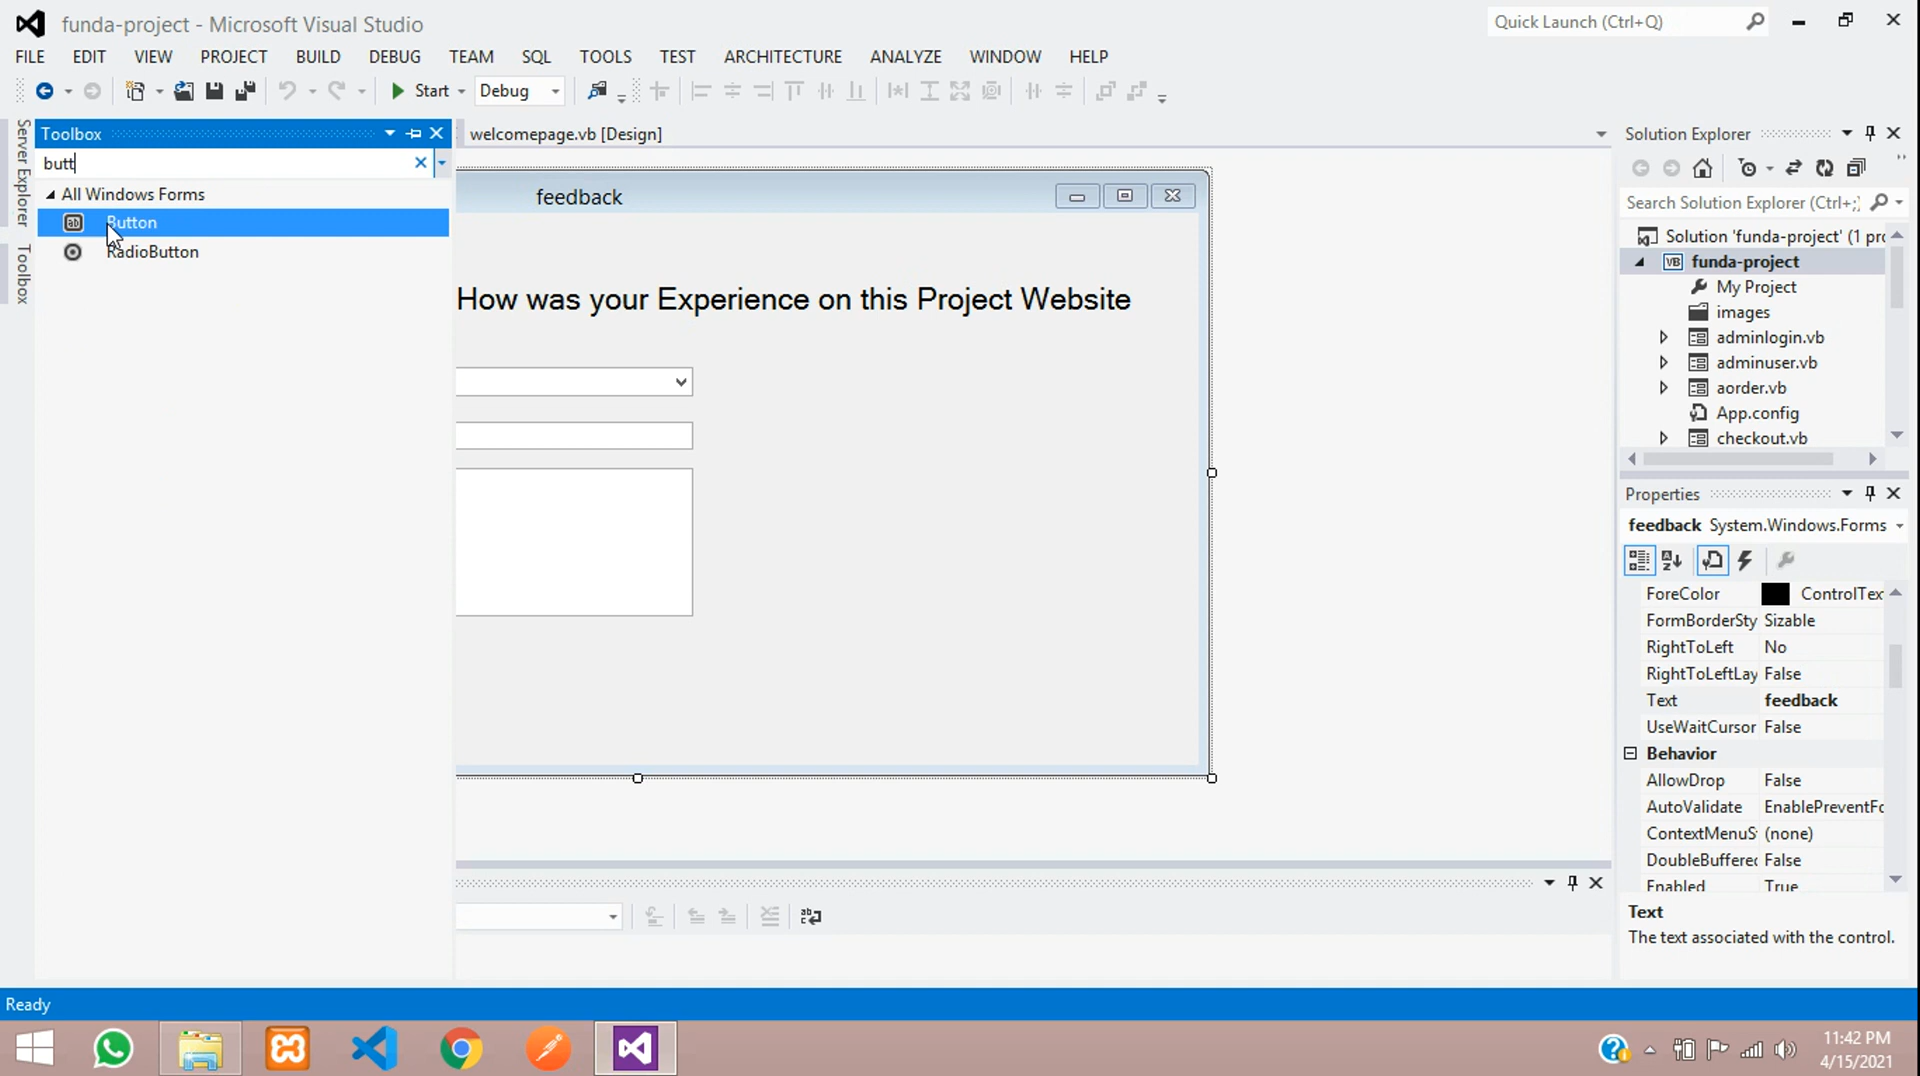 funda-project - Microsoft Visual Studio
Quick Launch (Ctrl+Q)
FILE EDIT VIEW PROJECT BUILD DEBUG TEAM SQL TOOLS TEST ARCHITECTURE ANALYZE WINDOW HELP
Start Debug
Server Explorer
Toolbox
Toolbox
butt
All Windows Forms
Button
RadioButton
welcomepage.vb [Design]
feedback
How was your Experience on this Project Website
Solution Explorer
Search Solution Explorer (Ctrl+;)
Solution 'funda-project' (1 pro
funda-project
My Project
images
adminlogin.vb
adminuser.vb
aorder.vb
App.config
checkout.vb
Properties
feedback System.Windows.Forms
ForeColor ControlTex
FormBorderSty Sizable
RightToLeft No
RightToLeftLay False
Text feedback
UseWaitCursor False
Behavior
AllowDrop False
AutoValidate EnablePreventFo
ContextMenuS (none)
DoubleBuffered False
Enabled True
Text
The text associated with the control.
Ready
11:42 PM
4/15/2021